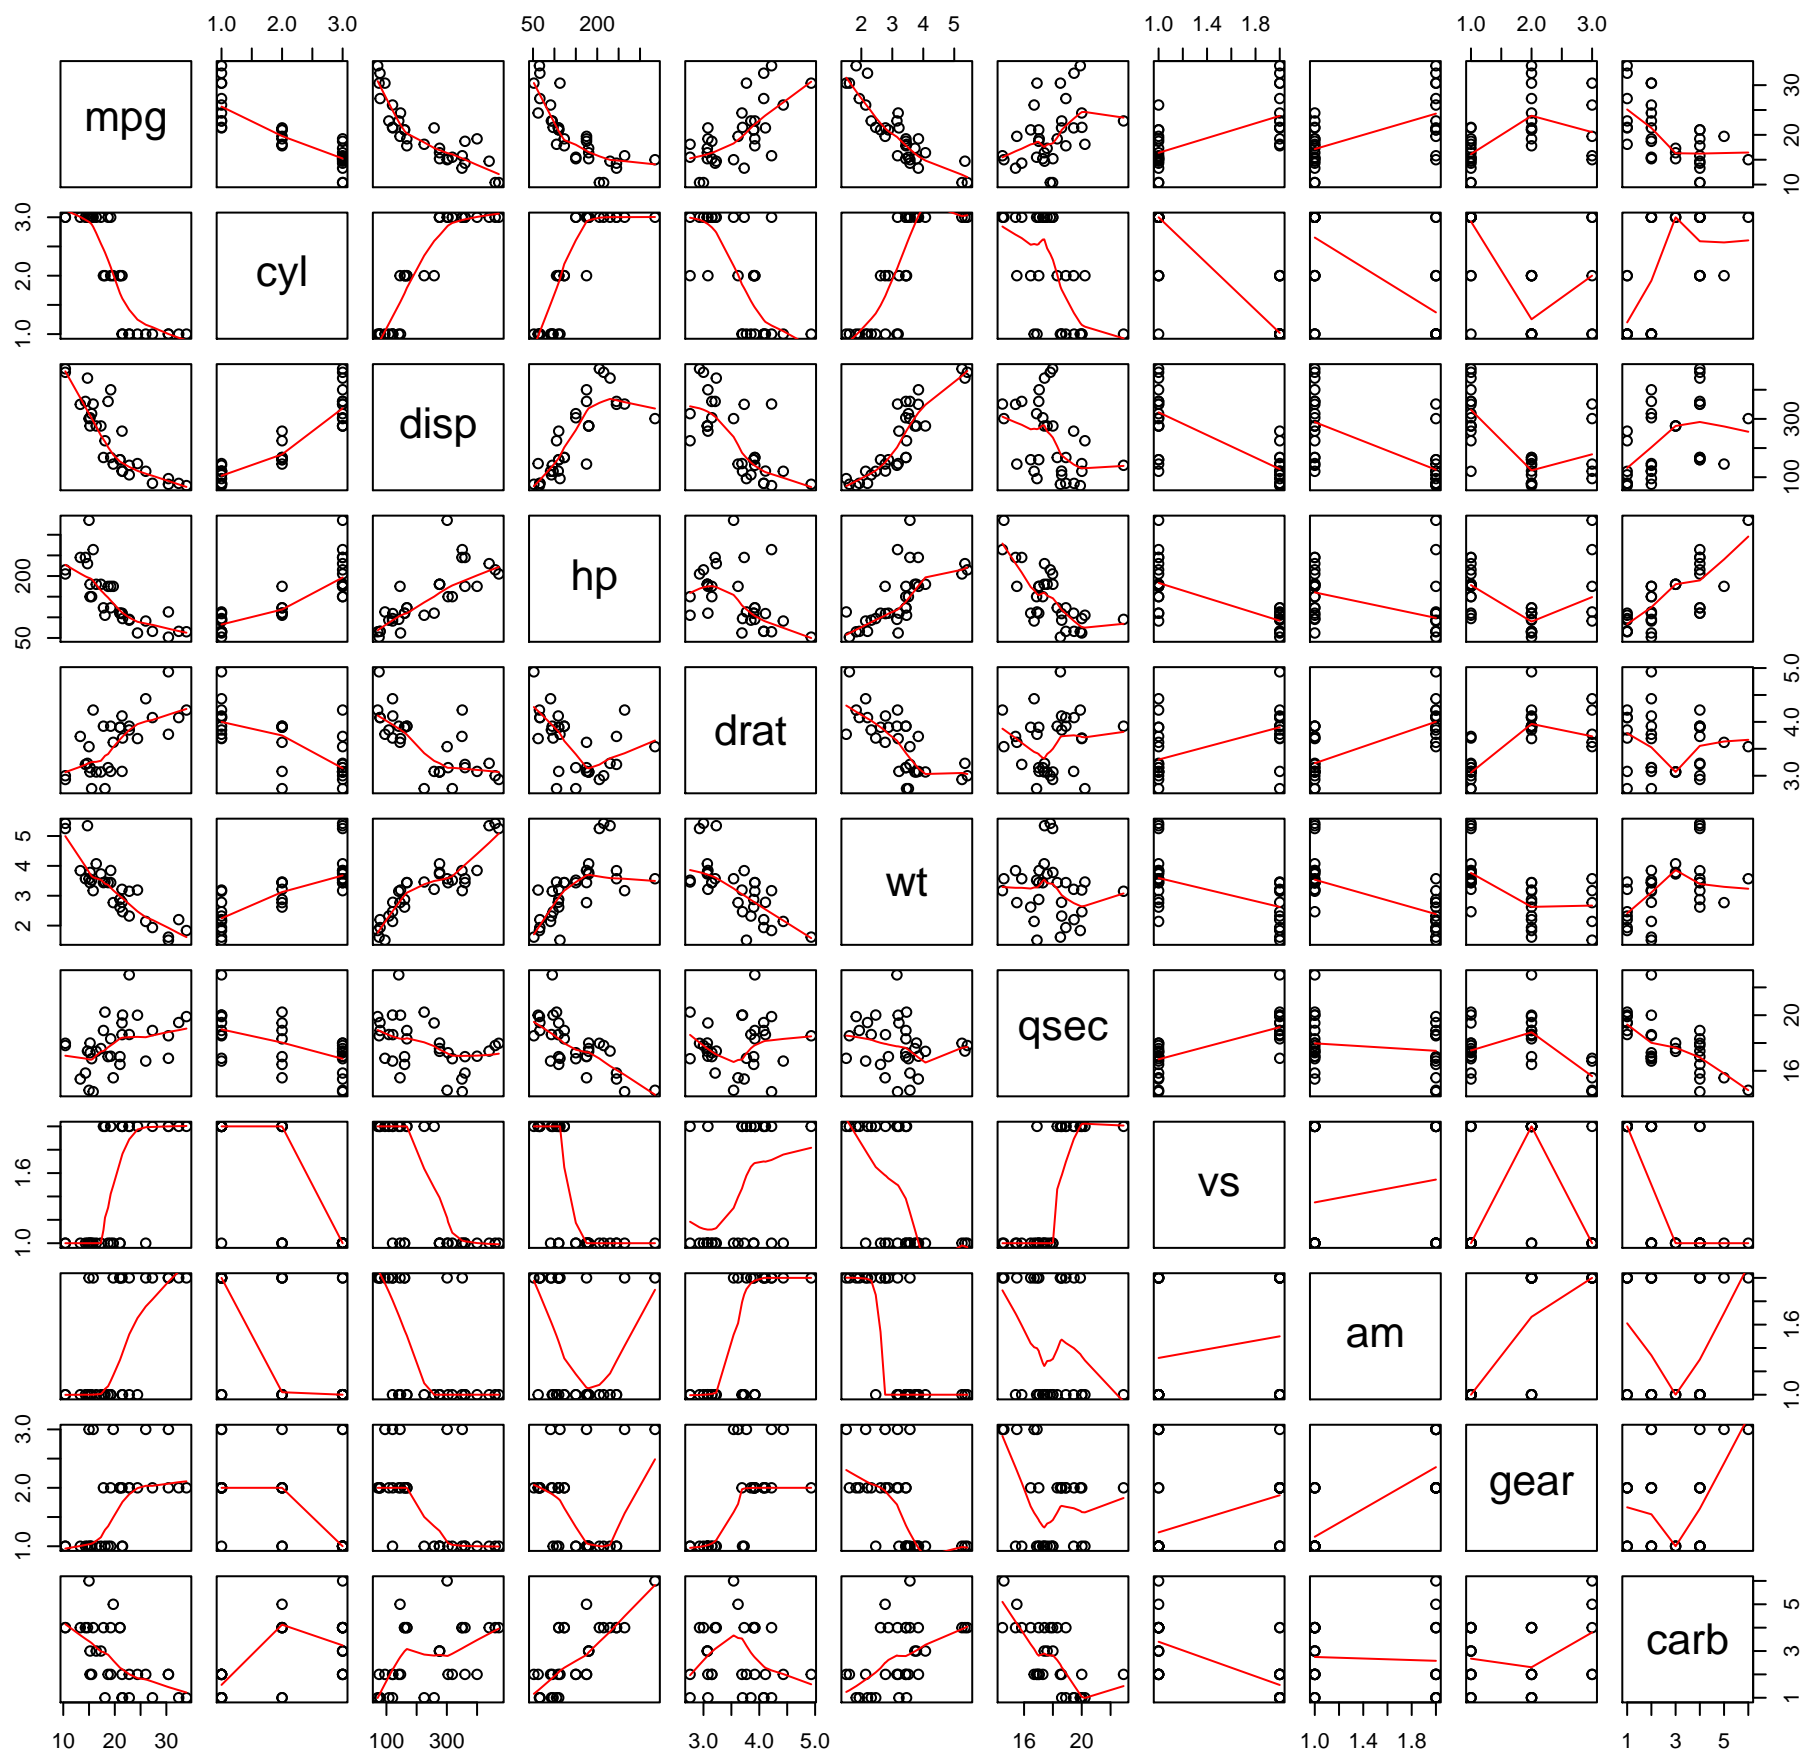 1.0 2.0 3.0 50 200 2 3 4 5 1.0 1.4 1.8 1.0 2.0 3.0
mpg 10 20 30
1.0 2.0 3.0 cyl
disp 100 300
50 200 hp
drat 3.0 4.0 5.0
2 3 4 5 wt
qsec 16 20
1.0 1.6 vs
am 1.0 1.6
1.0 2.0 3.0 gear
carb 1 3 5
10 20 30 100 300 3.0 4.0 5.0 16 20 1.0 1.4 1.8 1 3 5